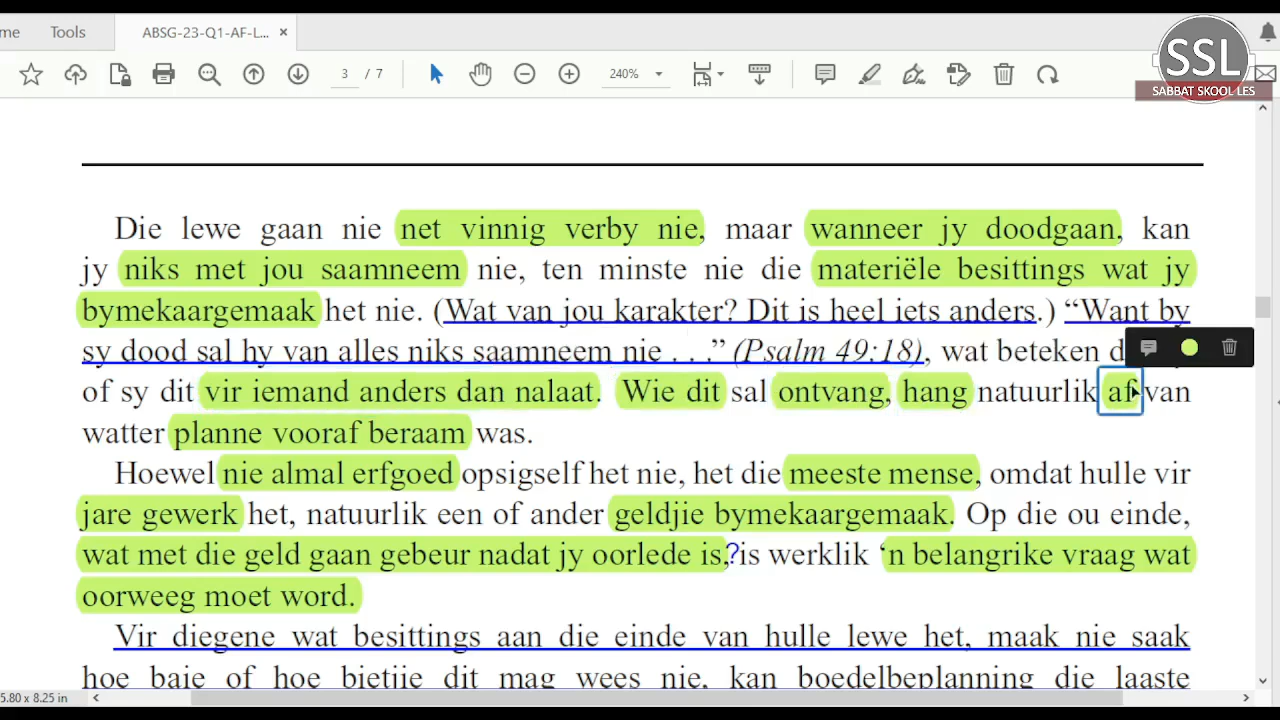 me
Tools
ABSG-23-Q1-AF-L... ×
SSL
SABBAT SKOOL LES
3 / 7
240%
Die lewe gaan nie net vinnig verby nie, maar wanneer jy doodgaan, kan
jy niks met jou saamneem nie, ten minste nie die materiële besittings wat jy
bymekaargemaak het nie. (Wat van jou karakter? Dit is heel iets anders.) “Want by
sy dood sal hy van alles niks saamneem nie . . .” (Psalm 49:18), wat beteken
of sy dit vir iemand anders dan nalaat. Wie dit sal ontvang, hang natuurlik af van
watter planne vooraf beraam was.
Hoewel nie almal erfgoed opsigself het nie, het die meeste mense, omdat hulle vir
jare gewerk het, natuurlik een of ander geldjie bymekaargemaak. Op die ou einde,
wat met die geld gaan gebeur nadat jy oorlede is,?is werklik ‘n belangrike vraag wat
oorweeg moet word.
Vir diegene wat besittings aan die einde van hulle lewe het, maak nie saak
hoe baie of hoe bietjie dit mag wees nie, kan boedelbeplanning die laaste
5.80 x 8.25 in